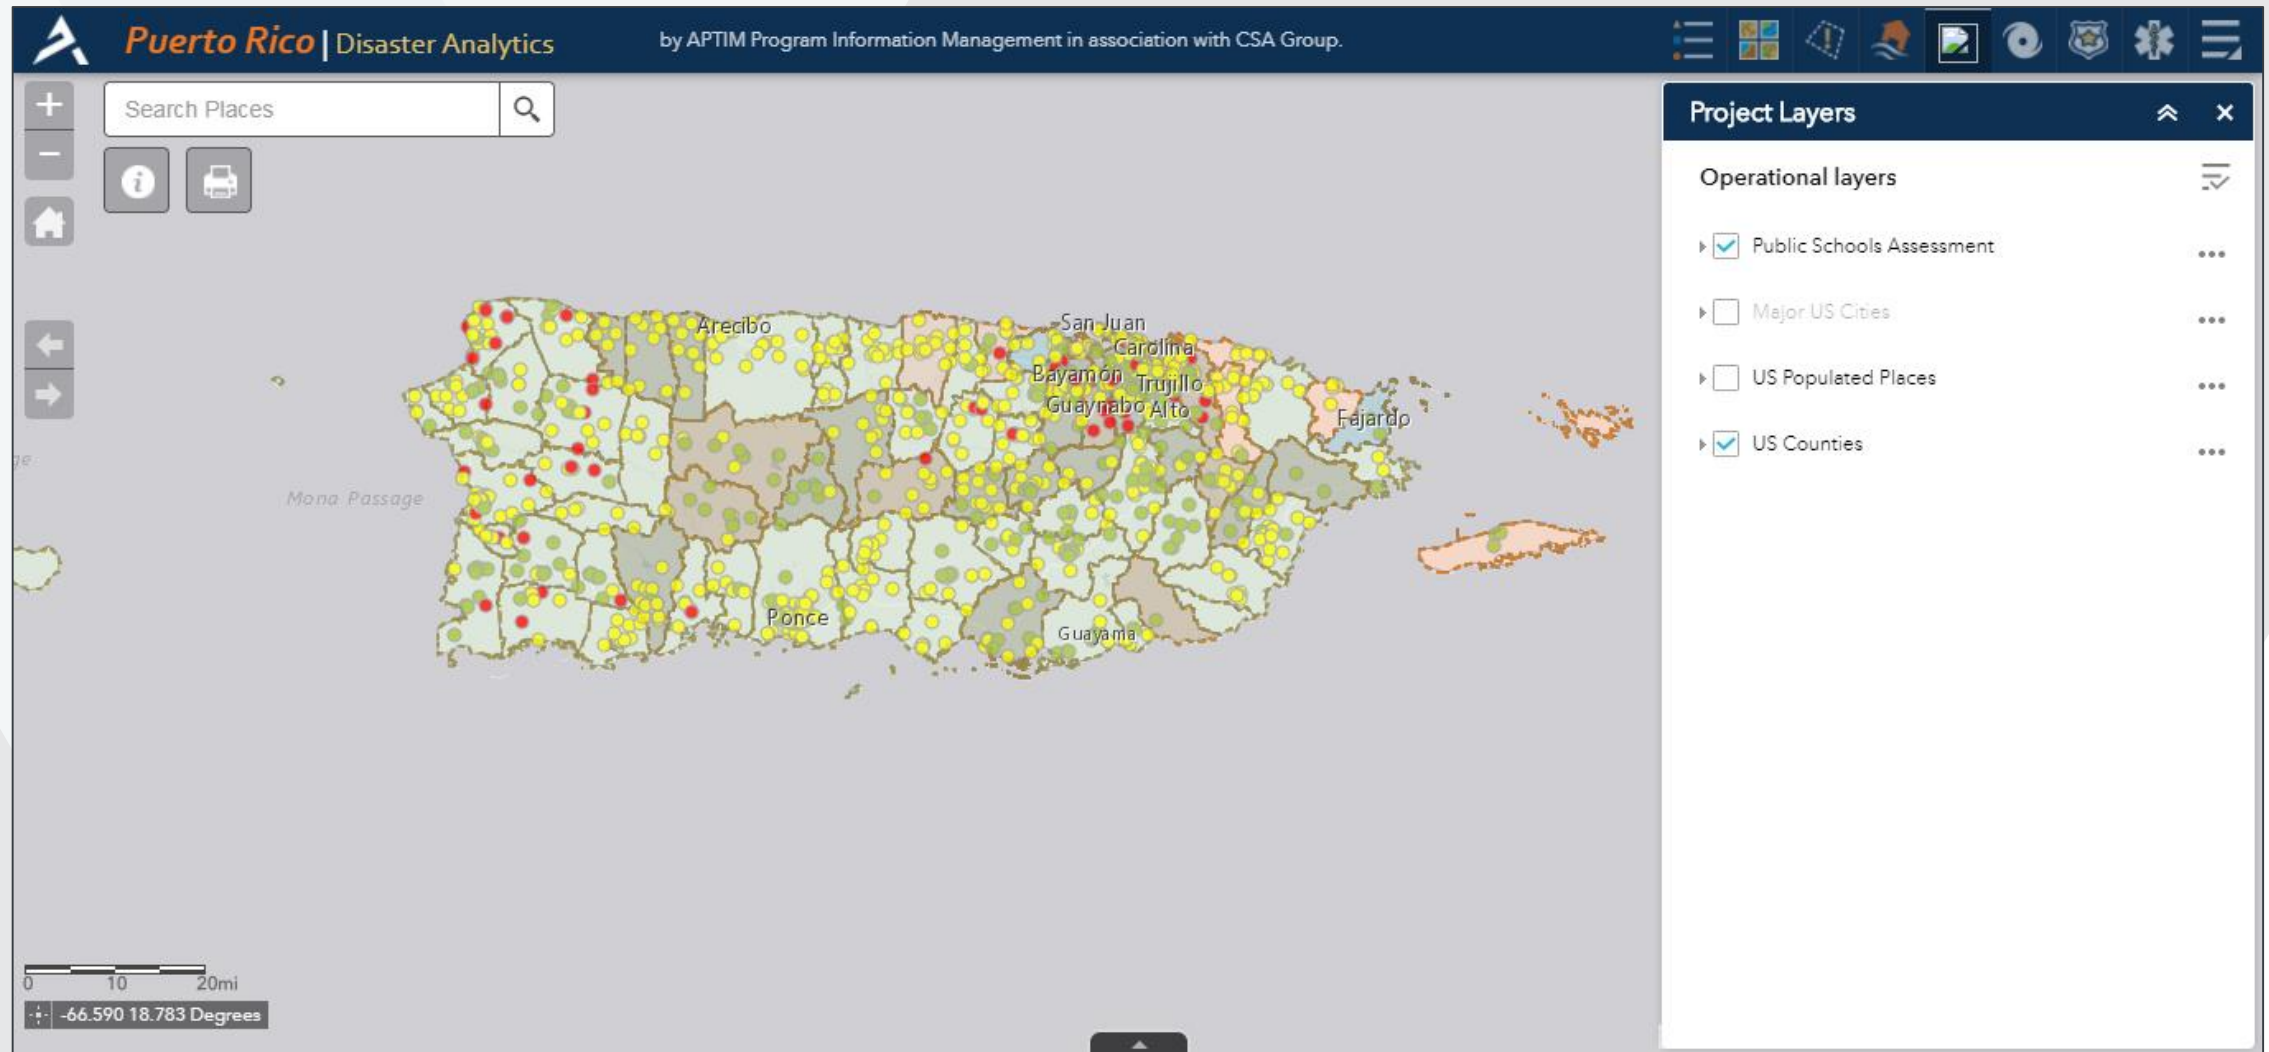 Puerto Rico | Disaster Analytics
by APTIM Program Information Management in association with CSA Group.
Search Places
Project Layers
Operational layers
Public Schools Assessment
Major US Cities
US Populated Places
US Counties
Arecibo
San Juan
Carolina
Bayamón
Trujillo
Guaynabo Alto
Fajardo
ge
Mona Passage
Ponce
Guayama
0 10 20mi
-66.590 18.783 Degrees